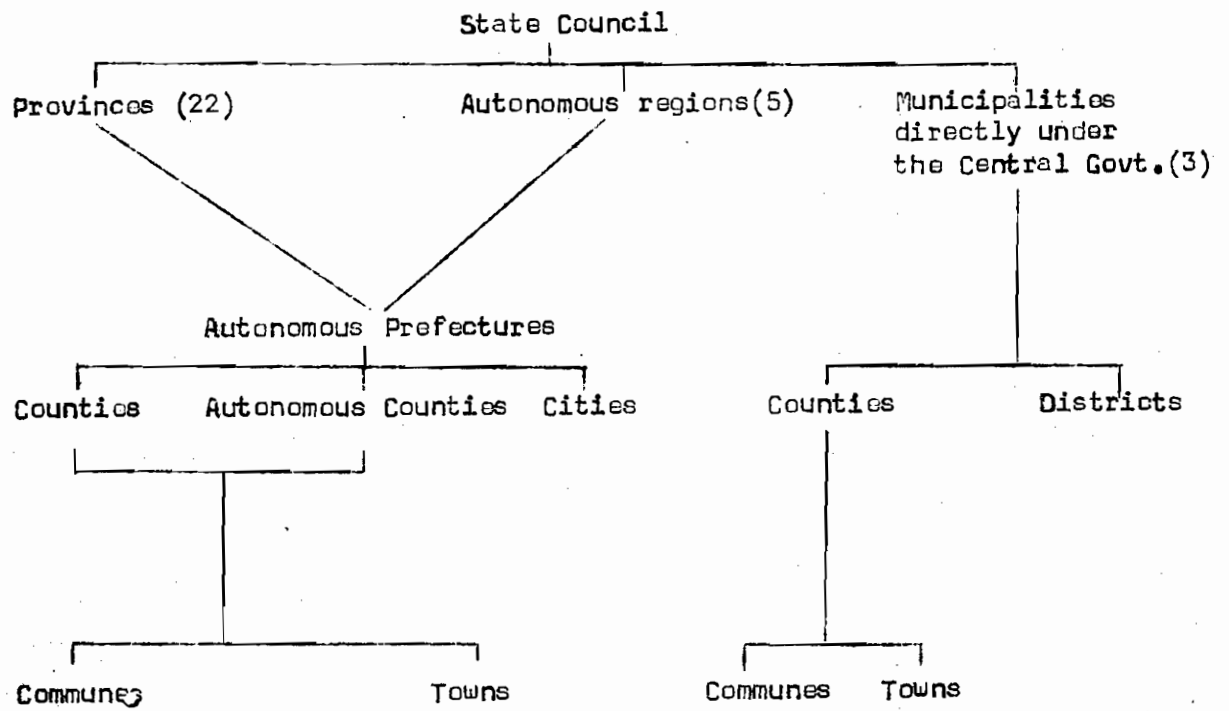 State Council
Provinces (22) Autonomous regions(5) Municipalities
directly under
the Central Govt.(3)
Autonomous Prefectures
Counties Autonomous Counties Cities Counties Districts
Communes Towns Communes Towns